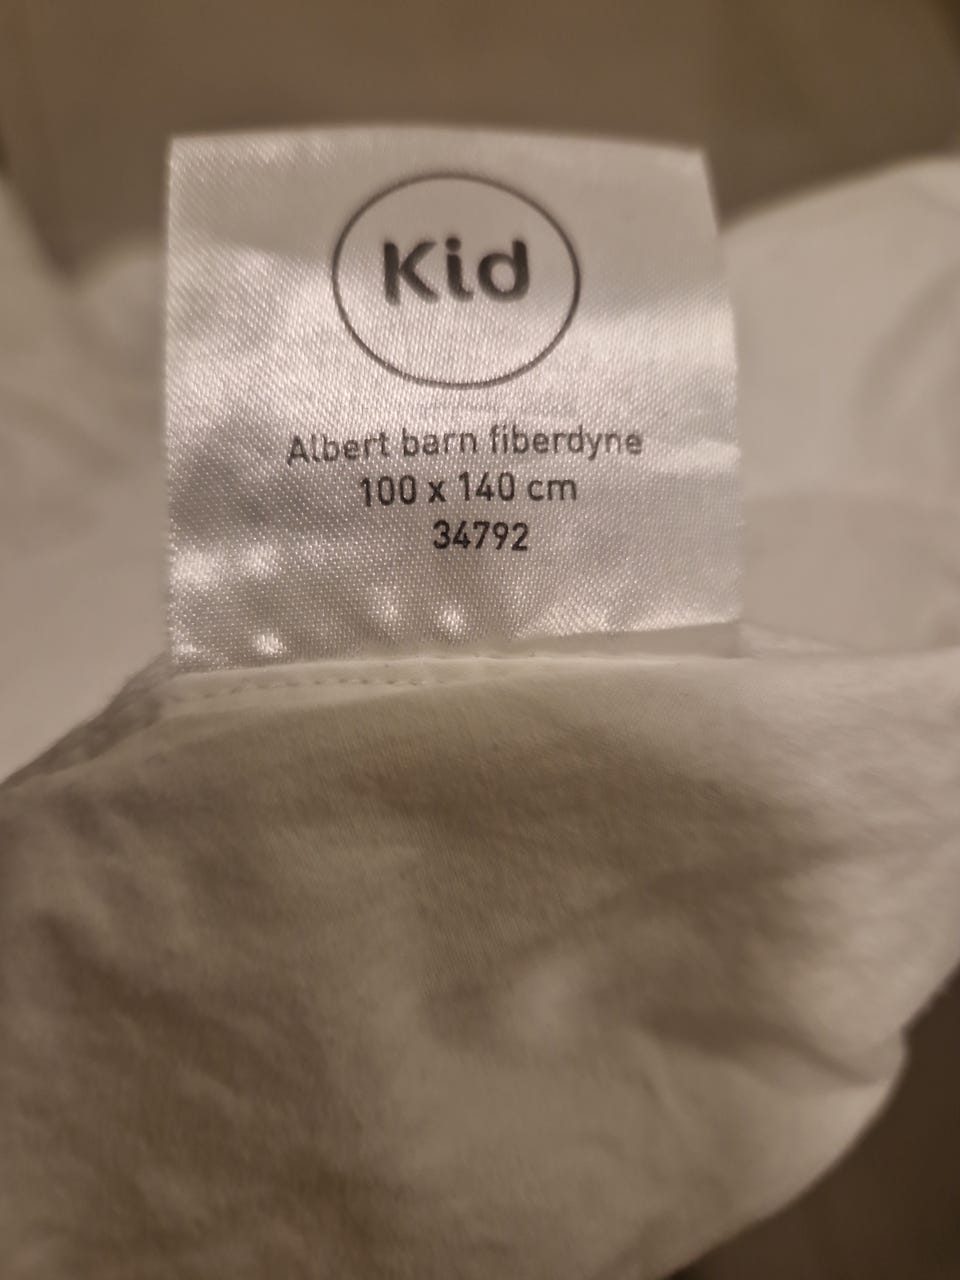 Kid
Albert barn fiberdyne
100 x 140 cm
34792